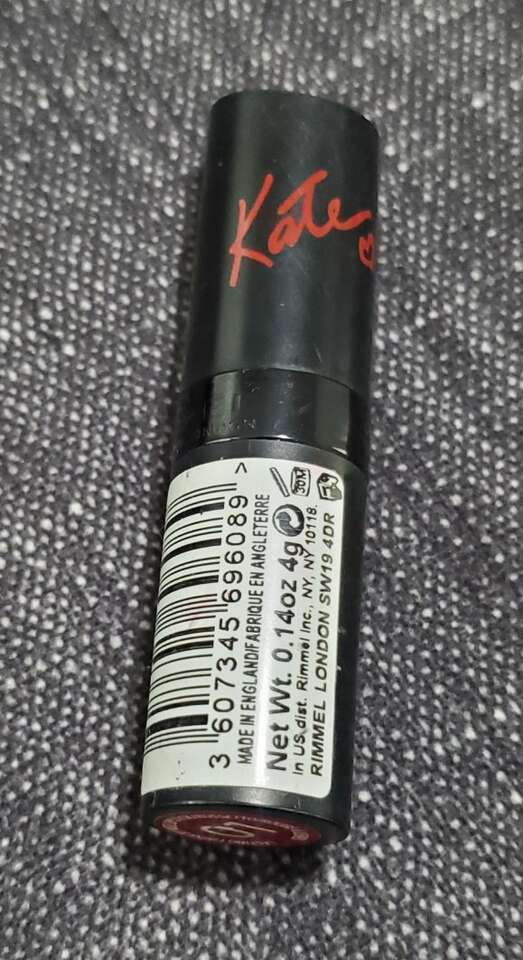 Kate
3 607345 696089 >
MADE IN ENGLAND/FABRIQUE EN ANGLETERRE
Net Wt. 0.14oz 4g
In US dist. Rimmel Inc., NY, NY 10118.
RIMMEL LONDON SW19 4DR
30M